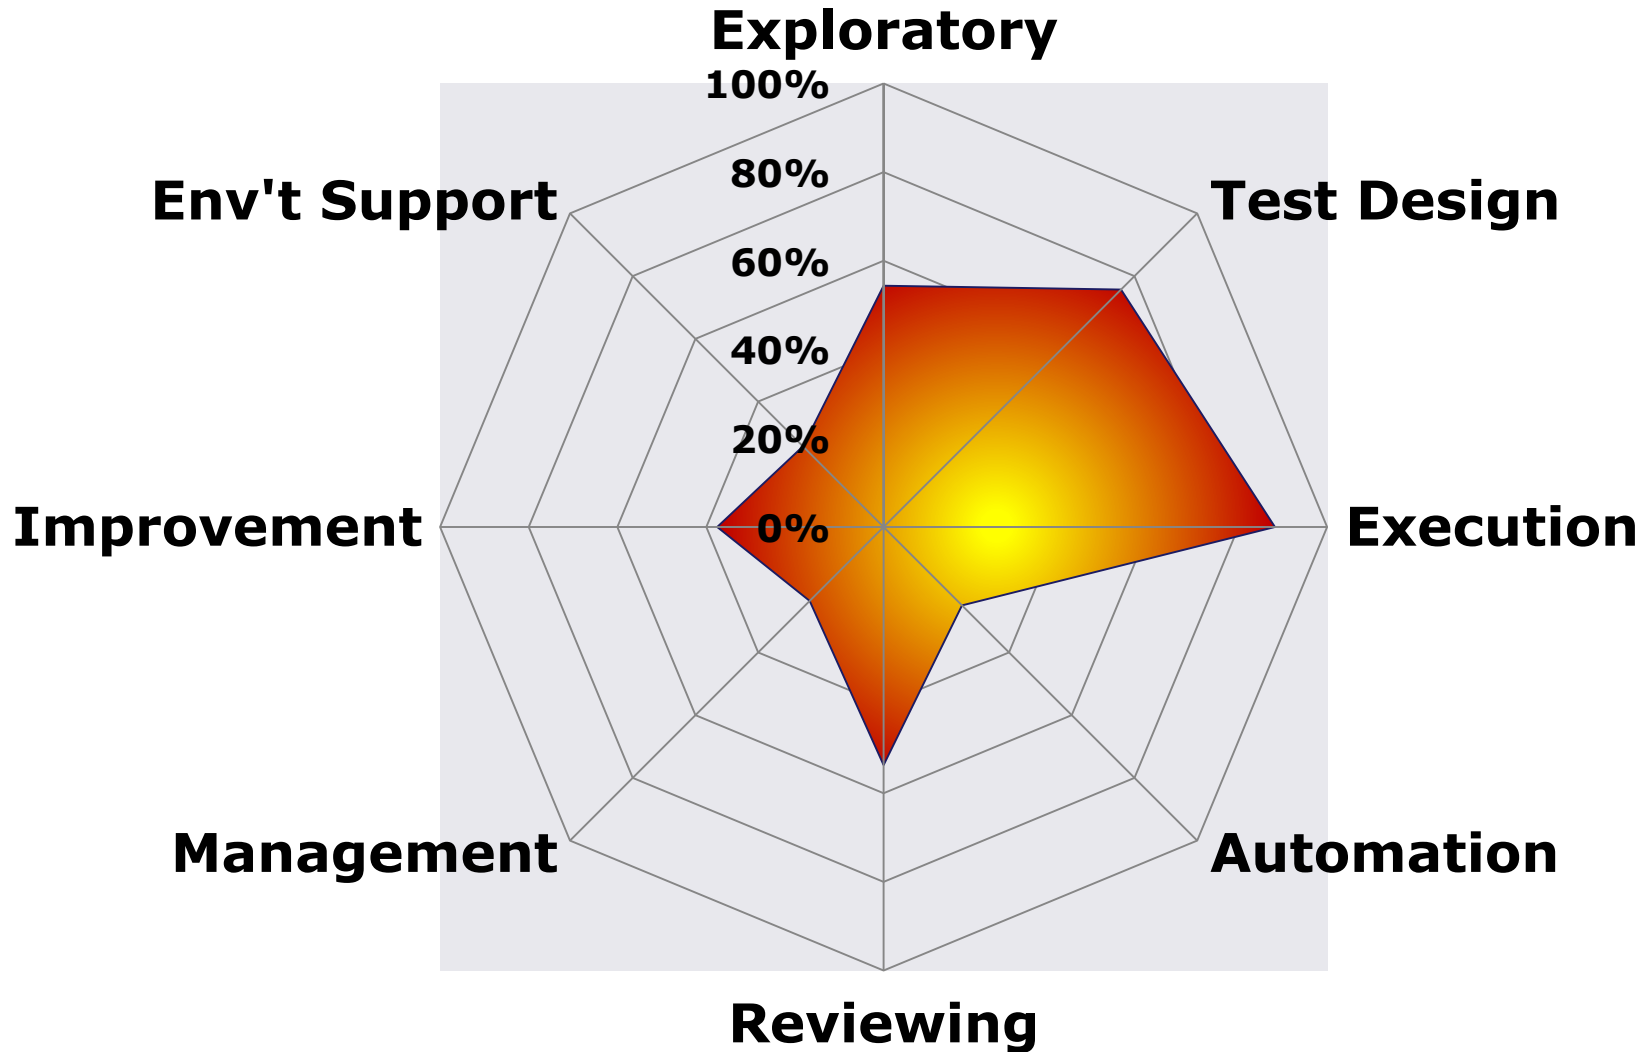 Exploratory
100%
80%
Env't Support
Test Design
60%
40%
20%
Improvement
0%
Execution
Management
Automation
Reviewing